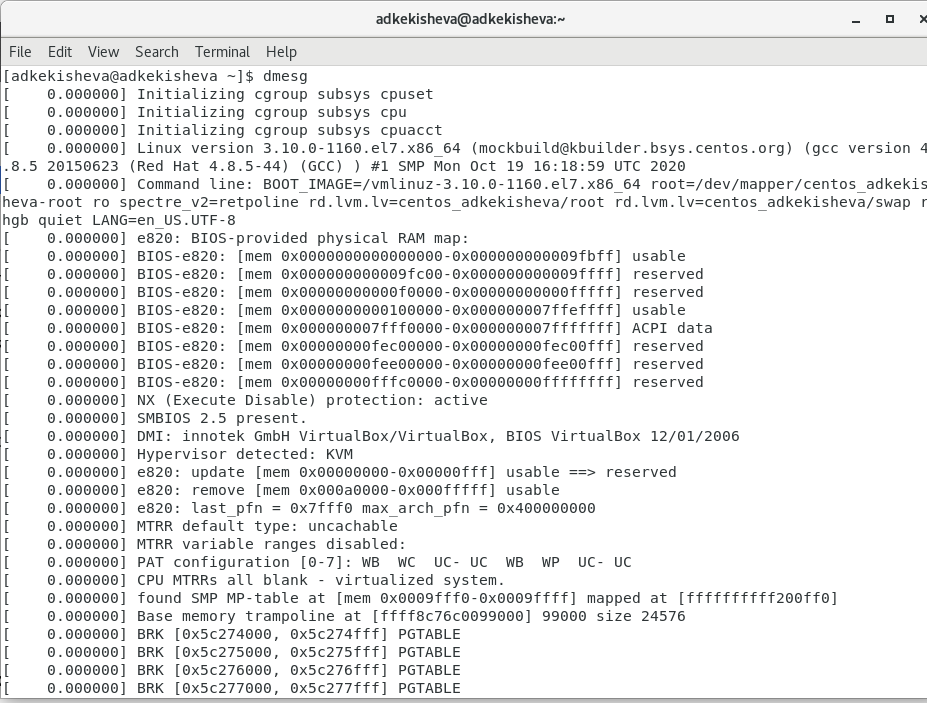 adkekisheva@adkekisheva:~
File Edit View Search Terminal Help
[adkekisheva@adkekisheva ~]$ dmesg
[    0.000000] Initializing cgroup subsys cpuset
[    0.000000] Initializing cgroup subsys cpu
[    0.000000] Initializing cgroup subsys cpuacct
[    0.000000] Linux version 3.10.0-1160.el7.x86_64 (mockbuild@kbuilder.bsys.centos.org) (gcc version 4
.8.5 20150623 (Red Hat 4.8.5-44) (GCC) ) #1 SMP Mon Oct 19 16:18:59 UTC 2020
[    0.000000] Command line: BOOT_IMAGE=/vmlinuz-3.10.0-1160.el7.x86_64 root=/dev/mapper/centos_adkekis
heva-root ro spectre_v2=retpoline rd.lvm.lv=centos_adkekisheva/root rd.lvm.lv=centos_adkekisheva/swap r
hgb quiet LANG=en_US.UTF-8
[    0.000000] e820: BIOS-provided physical RAM map:
[    0.000000] BIOS-e820: [mem 0x0000000000000000-0x000000000009fbff] usable
[    0.000000] BIOS-e820: [mem 0x000000000009fc00-0x000000000009ffff] reserved
[    0.000000] BIOS-e820: [mem 0x00000000000f0000-0x00000000000fffff] reserved
[    0.000000] BIOS-e820: [mem 0x0000000000100000-0x000000007ffeffff] usable
[    0.000000] BIOS-e820: [mem 0x000000007fff0000-0x000000007fffffff] ACPI data
[    0.000000] BIOS-e820: [mem 0x00000000fec00000-0x00000000fec00fff] reserved
[    0.000000] BIOS-e820: [mem 0x00000000fee00000-0x00000000fee00fff] reserved
[    0.000000] BIOS-e820: [mem 0x00000000fffc0000-0x00000000ffffffff] reserved
[    0.000000] NX (Execute Disable) protection: active
[    0.000000] SMBIOS 2.5 present.
[    0.000000] DMI: innotek GmbH VirtualBox/VirtualBox, BIOS VirtualBox 12/01/2006
[    0.000000] Hypervisor detected: KVM
[    0.000000] e820: update [mem 0x00000000-0x00000fff] usable ==> reserved
[    0.000000] e820: remove [mem 0x000a0000-0x000fffff] usable
[    0.000000] e820: last_pfn = 0x7fff0 max_arch_pfn = 0x400000000
[    0.000000] MTRR default type: uncachable
[    0.000000] MTRR variable ranges disabled:
[    0.000000] PAT configuration [0-7]: WB  WC  UC- UC  WB  WP  UC- UC
[    0.000000] CPU MTRRs all blank - virtualized system.
[    0.000000] found SMP MP-table at [mem 0x0009fff0-0x0009ffff] mapped at [ffffffffff200ff0]
[    0.000000] Base memory trampoline at [ffff8c76c0099000] 99000 size 24576
[    0.000000] BRK [0x5c274000, 0x5c274fff] PGTABLE
[    0.000000] BRK [0x5c275000, 0x5c275fff] PGTABLE
[    0.000000] BRK [0x5c276000, 0x5c276fff] PGTABLE
[    0.000000] BRK [0x5c277000, 0x5c277fff] PGTABLE